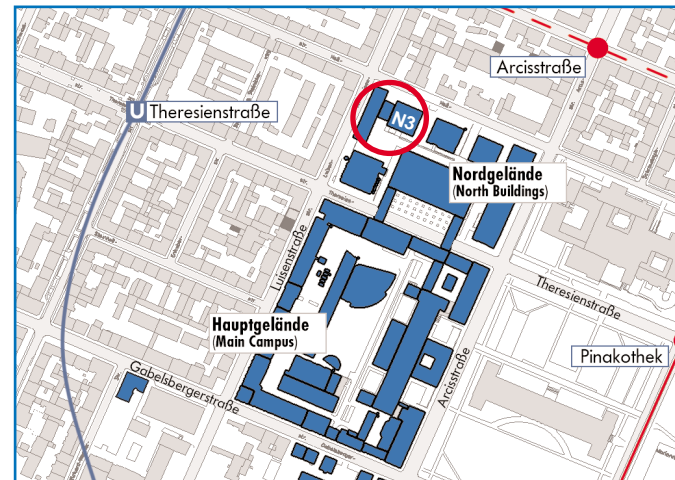 Arcisstraße
U Theresienstraße
N3
Nordgelände
(North Buildings)
Luisenstraße
Theresienstraße
Hauptgelände
(Main Campus)
Pinakothek
Arcisstraße
Gabelsbergerstraße